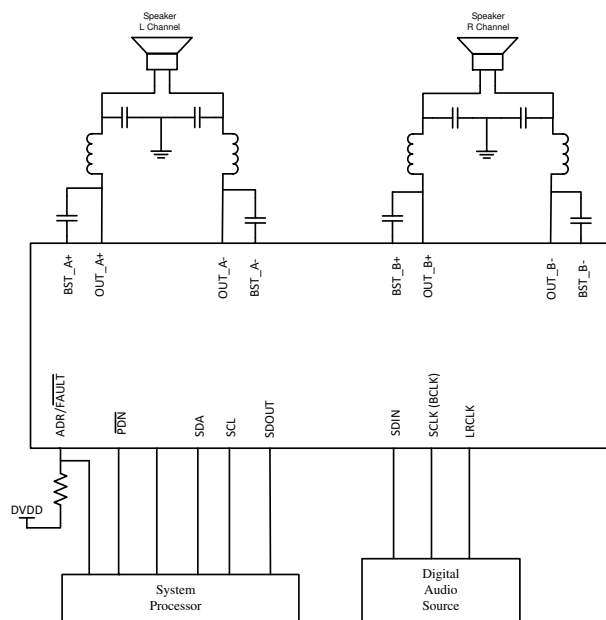 Speaker
L Channel
Speaker
R Channel
BST_A+
OUT_A+
OUT_A-
BST_A-
BST_B+
OUT_B+
OUT_B-
BST_B-
ADR/FAULT
PDN
SDA
SCL
SDOUT
SDIN
SCLK (BCLK)
LRCLK
DVDD
System
Processor
Digital
Audio
Source